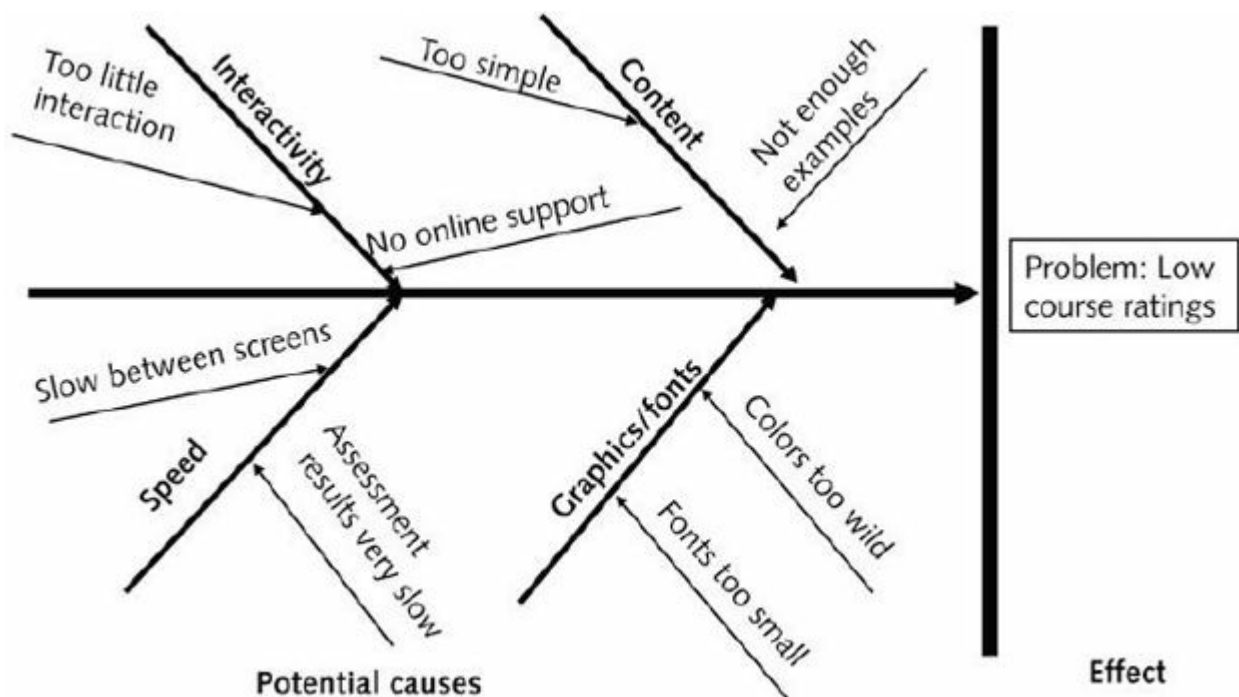 Too little
interaction
Interactivity
Too simple
Content
Not enough
examples
No online support
Problem: Low
course ratings
Slow between screens
Speed
Assessment
results very slow
Graphics/fonts
Colors too wild
Fonts too small
Potential causes
Effect